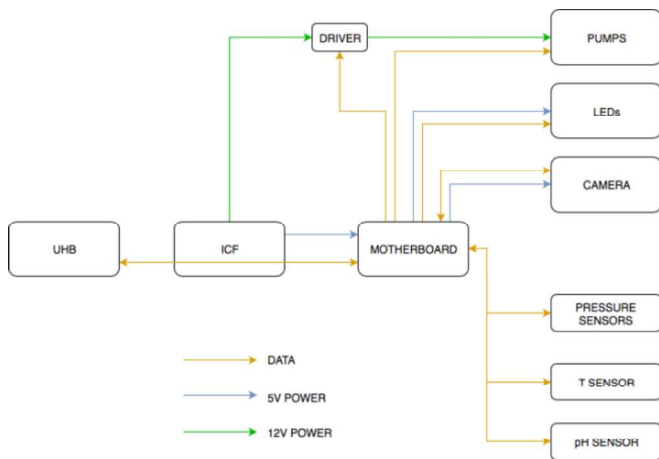 DRIVER
PUMPS
LEDs
CAMERA
UHB
ICF
MOTHERBOARD
PRESSURE
SENSORS
T SENSOR
pH SENSOR
DATA
5V POWER
12V POWER